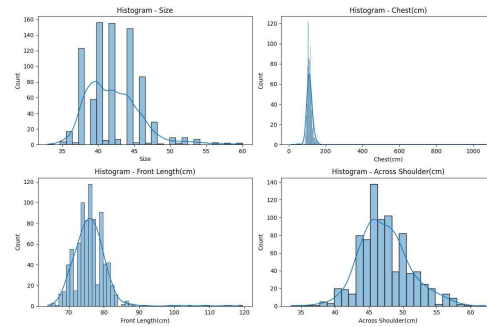 Histogram - Size
Count
160
140
120
100
80
60
40
20
0
35 40 45 50 55 60
Size
Histogram - Chest(cm)
Count
120
100
80
60
40
20
0
0 200 400 600 800 1000
Chest(cm)
Histogram - Front Length(cm)
Count
120
100
80
60
40
20
0
70 80 90 100 110 120
Front Length(cm)
Histogram - Across Shoulder(cm)
Count
140
120
100
80
60
40
20
0
35 40 45 50 55 60
Across Shoulder(cm)